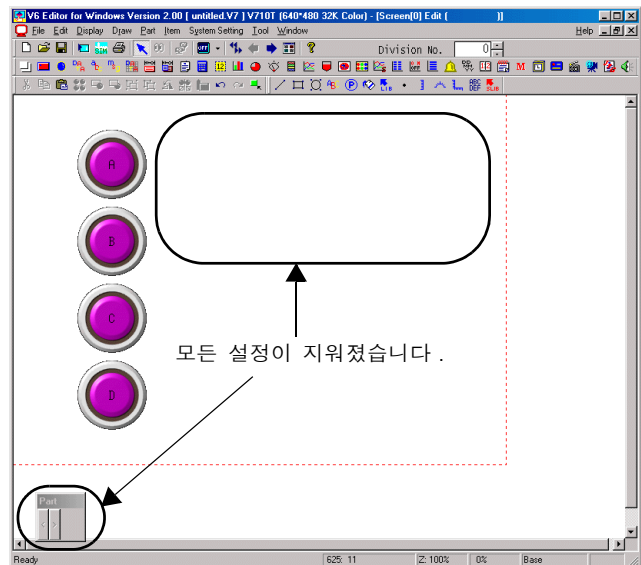 V6 Editor for Windows Version 2.00 [ untitled.V7 ] V710T (640*480 32K Color) - [Screen[0] Edit ( )]
File Edit Display Draw Part Item System Setting Tool Window Help
Division No. 0
A
B
C
D
모든 설정이 지워졌습니다.
Part
< >
Ready 625: 11 Z: 100% 0% Base